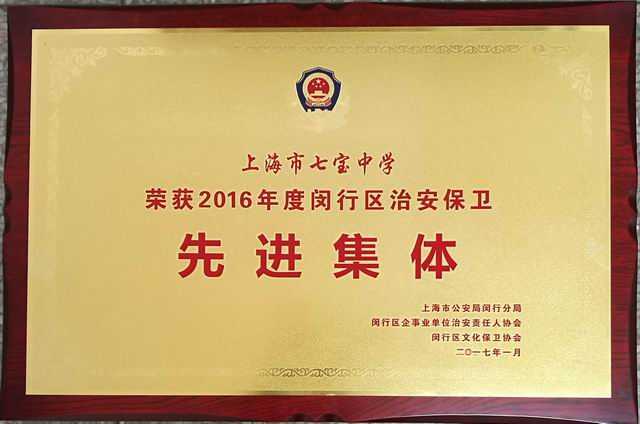 上海市七宝中学
荣获2016年度闵行区治安保卫
先进集体
上海市公安局闵行分局
闵行区企事业单位治安责任人协会
闵行区文化保卫协会
二〇一七年一月